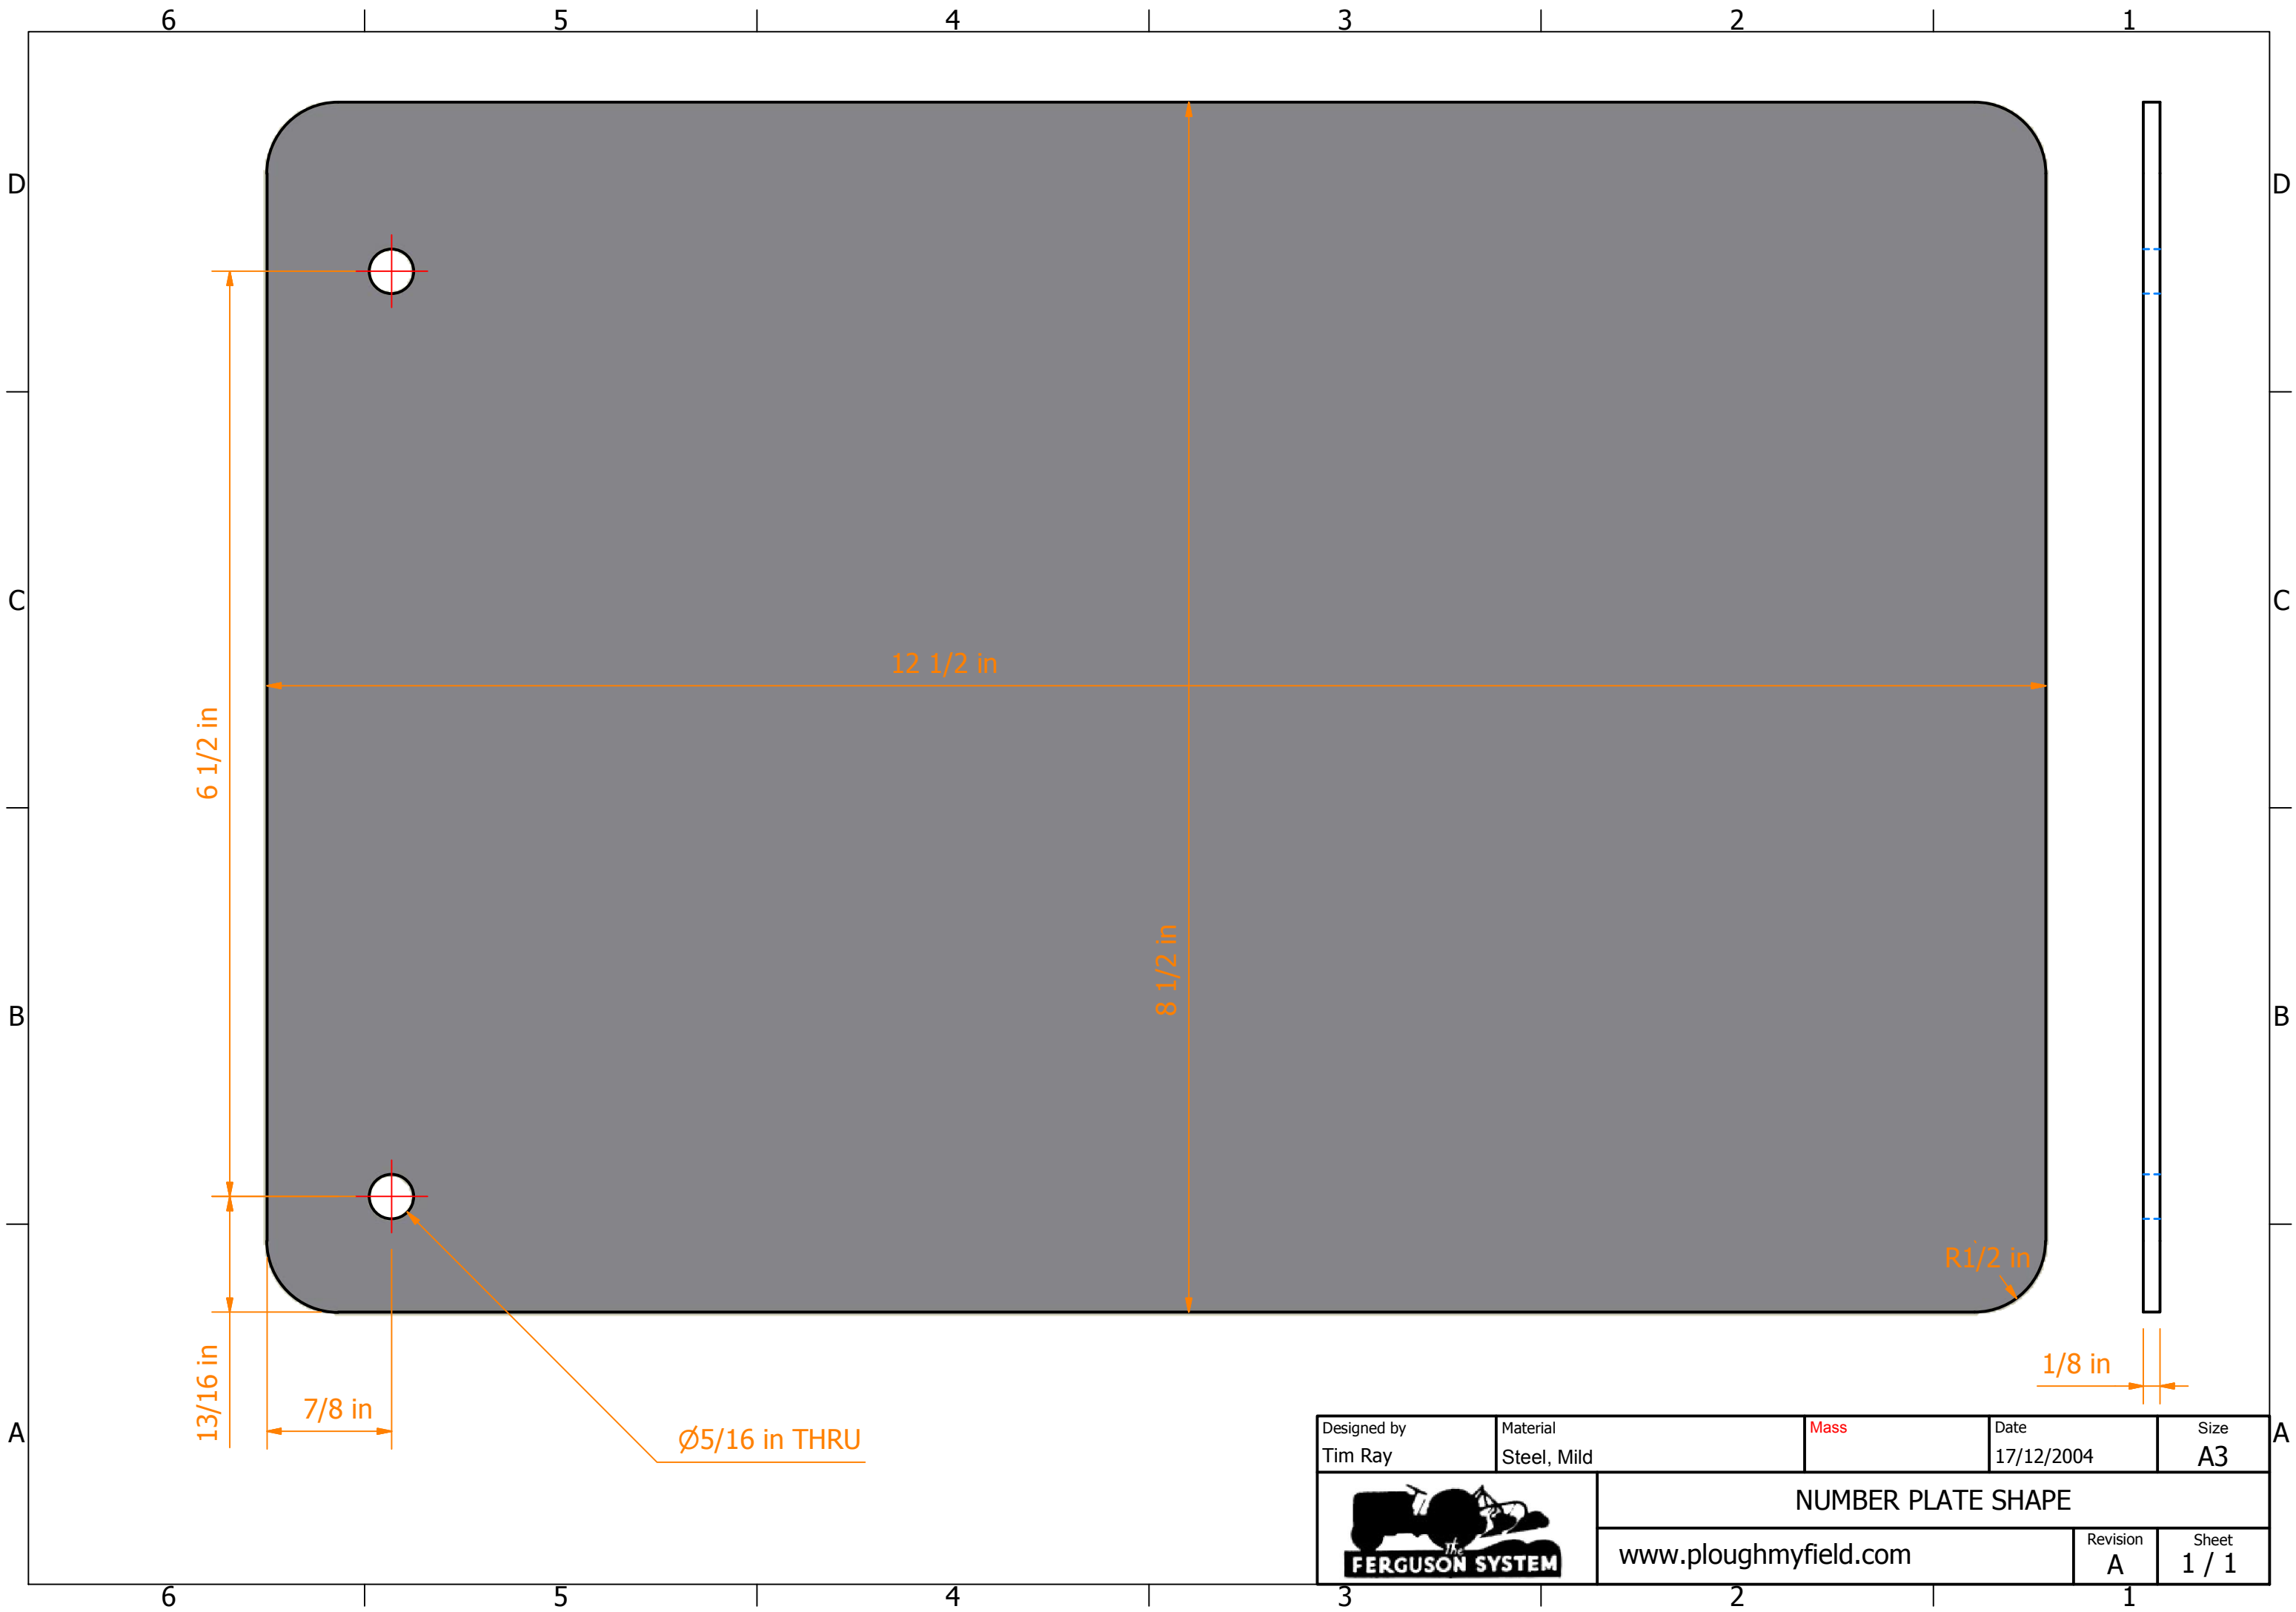 6 5 4 3 2 1
D D
C C
12 1/2 in
6 1/2 in
8 1/2 in
B B
R1/2 in
13/16 in
7/8 in
1/8 in
Ø5/16 in THRU
A A
Designed by
Tim Ray
Material
Steel, Mild
Mass
Date
17/12/2004
Size
A3
NUMBER PLATE SHAPE
The
FERGUSON SYSTEM
www.ploughmyfield.com
Revision
A
Sheet
1 / 1
6 5 4 3 2 1